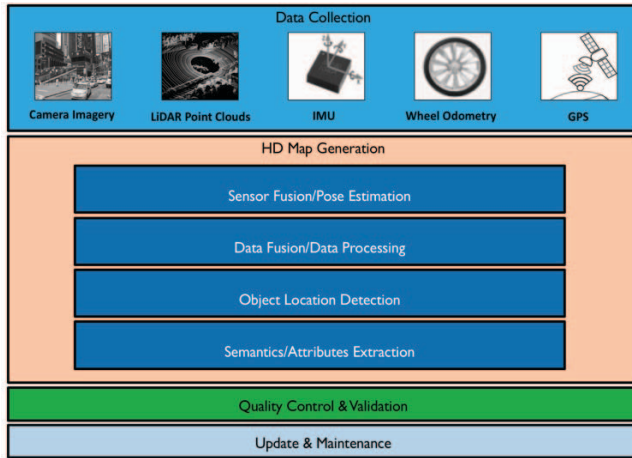 Data Collection
Camera Imagery
LiDAR Point Clouds
IMU
Wheel Odometry
GPS
HD Map Generation
Sensor Fusion/Pose Estimation
Data Fusion/Data Processing
Object Location Detection
Semantics/Attributes Extraction
Quality Control & Validation
Update & Maintenance